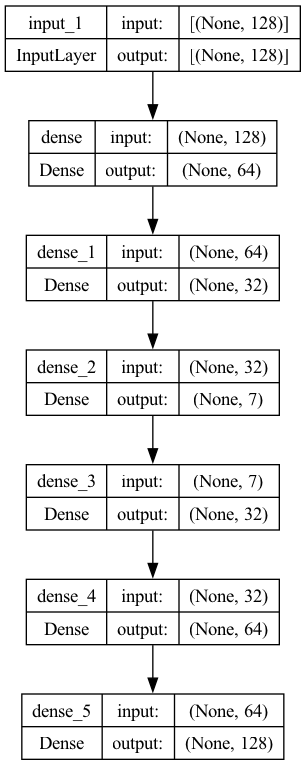 input_1 input: [(None, 128)]
InputLayer output: [(None, 128)]
dense input: (None, 128)
Dense output: (None, 64)
dense_1 input: (None, 64)
Dense output: (None, 32)
dense_2 input: (None, 32)
Dense output: (None, 7)
dense_3 input: (None, 7)
Dense output: (None, 32)
dense_4 input: (None, 32)
Dense output: (None, 64)
dense_5 input: (None, 64)
Dense output: (None, 128)